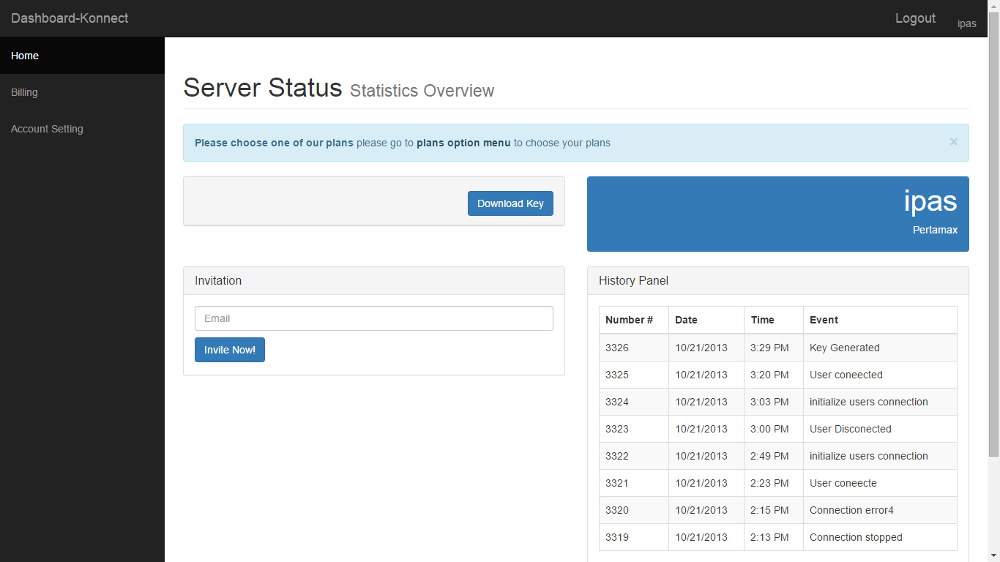 Dashboard-Konnect
Logout
ipas
Home
Billing
Account Setting
Server Status Statistics Overview
Please choose one of our plans please go to plans option menu to choose your plans ×
Download Key
ipas
Pertamax
Invitation
Email
Invite Now!
History Panel
Number # Date Time Event
3326 10/21/2013 3:29 PM Key Generated
3325 10/21/2013 3:20 PM User coneected
3324 10/21/2013 3:03 PM initialize users connection
3323 10/21/2013 3:00 PM User Disconected
3322 10/21/2013 2:49 PM initialize users connection
3321 10/21/2013 2:23 PM User coneecte
3320 10/21/2013 2:15 PM Connection error4
3319 10/21/2013 2:13 PM Connection stopped